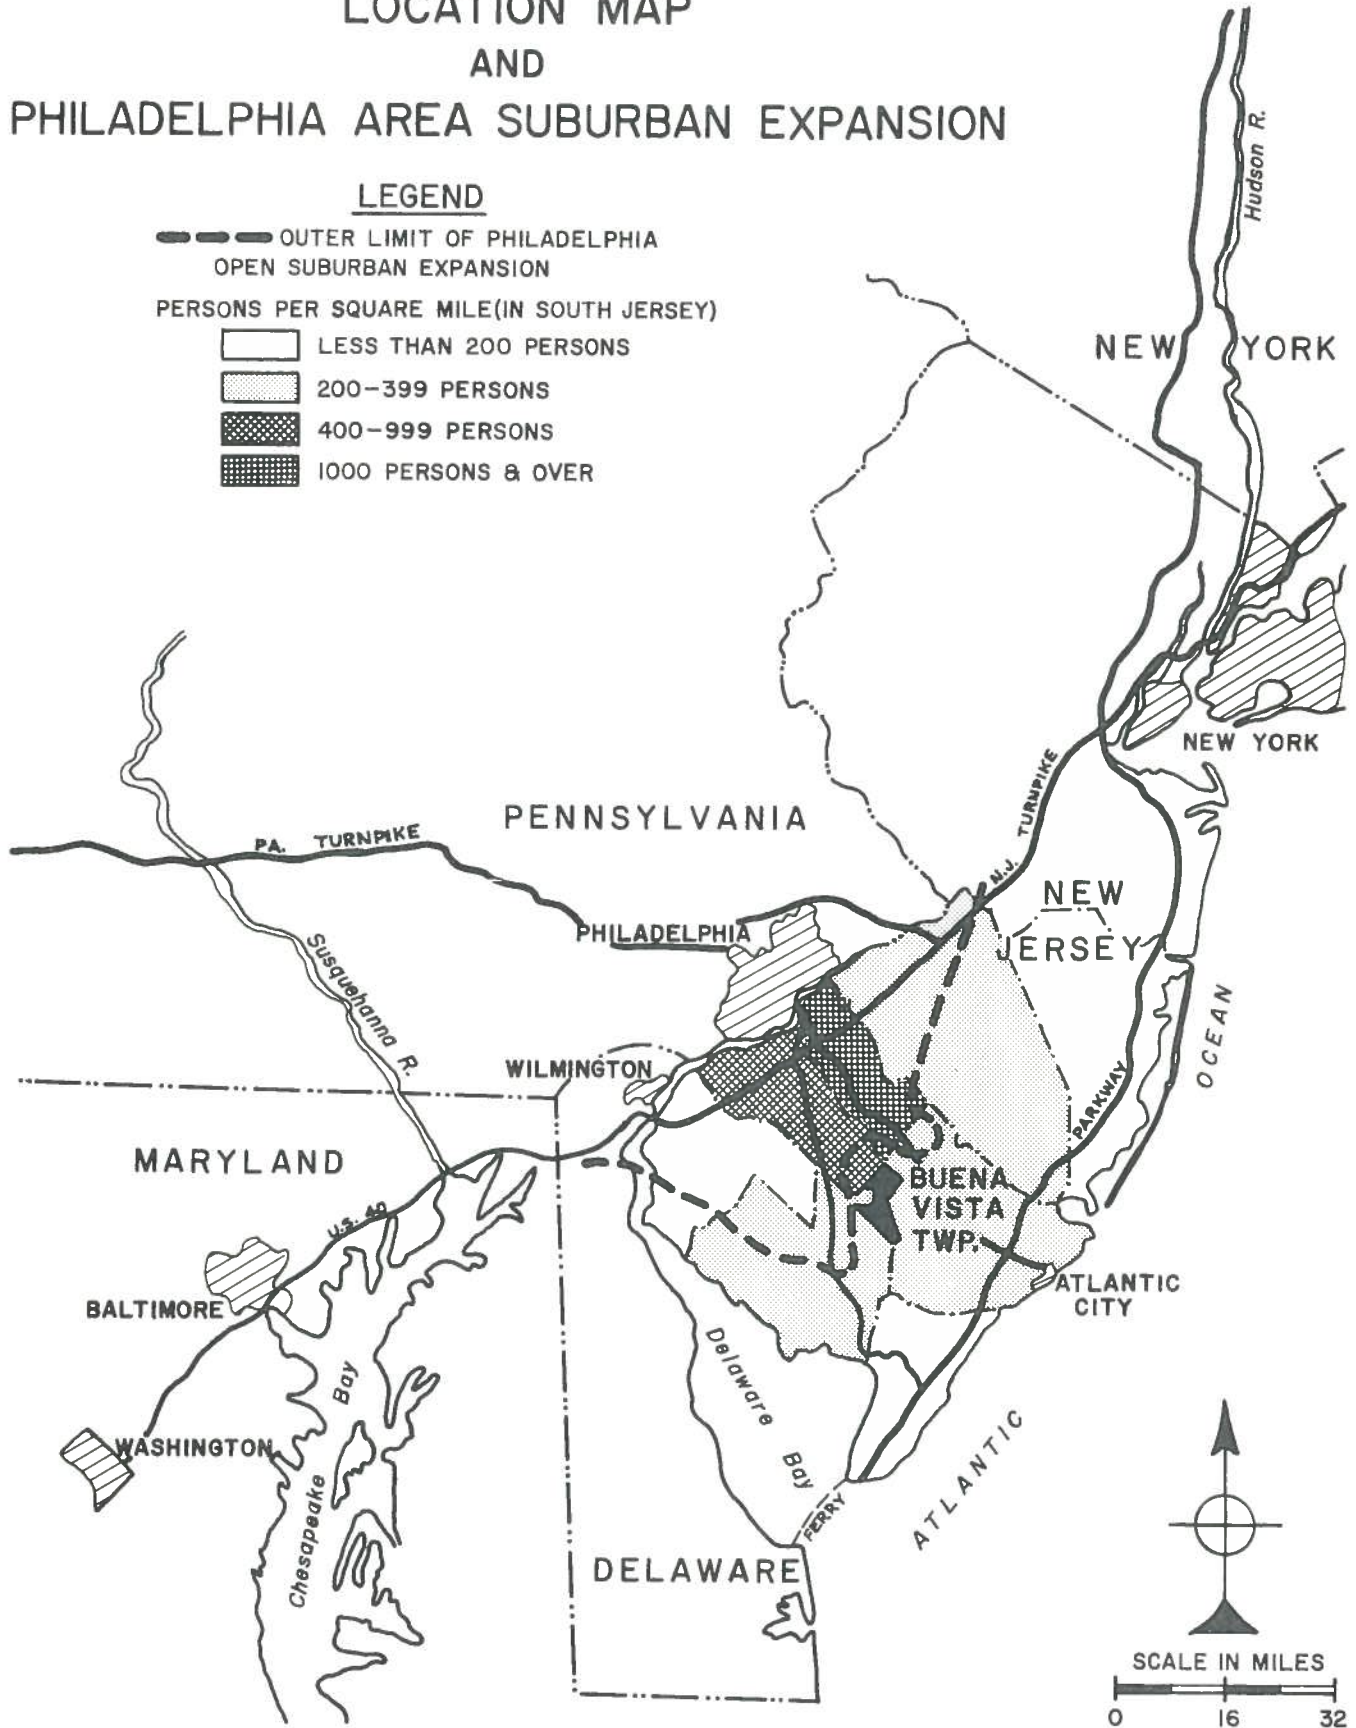 LOCATION MAP
AND
PHILADELPHIA AREA SUBURBAN EXPANSION
LEGEND
OUTER LIMIT OF PHILADELPHIA
OPEN SUBURBAN EXPANSION
PERSONS PER SQUARE MILE(IN SOUTH JERSEY)
LESS THAN 200 PERSONS
200-399 PERSONS
400-999 PERSONS
1000 PERSONS & OVER
Hudson R.
NEW YORK
NEW YORK
TURNPIKE
N.J.
PENNSYLVANIA
PA. TURNPIKE
NEW
JERSEY
PHILADELPHIA
Susquehanna R.
OCEAN
WILMINGTON
PARKWAY
MARYLAND
BUENA
VISTA
TWP.
U.S. 40
ATLANTIC
CITY
BALTIMORE
Delaware Bay
WASHINGTON
Chesapeake Bay
FERRY
ATLANTIC
DELAWARE
SCALE IN MILES
0 16 32